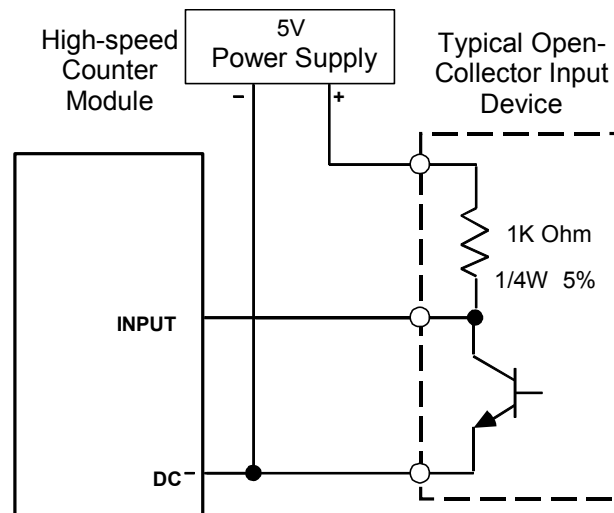 High-speed
Counter
Module
5V
Power Supply
– +
Typical Open-
Collector Input
Device
1K Ohm
1/4W 5%
INPUT
DC–